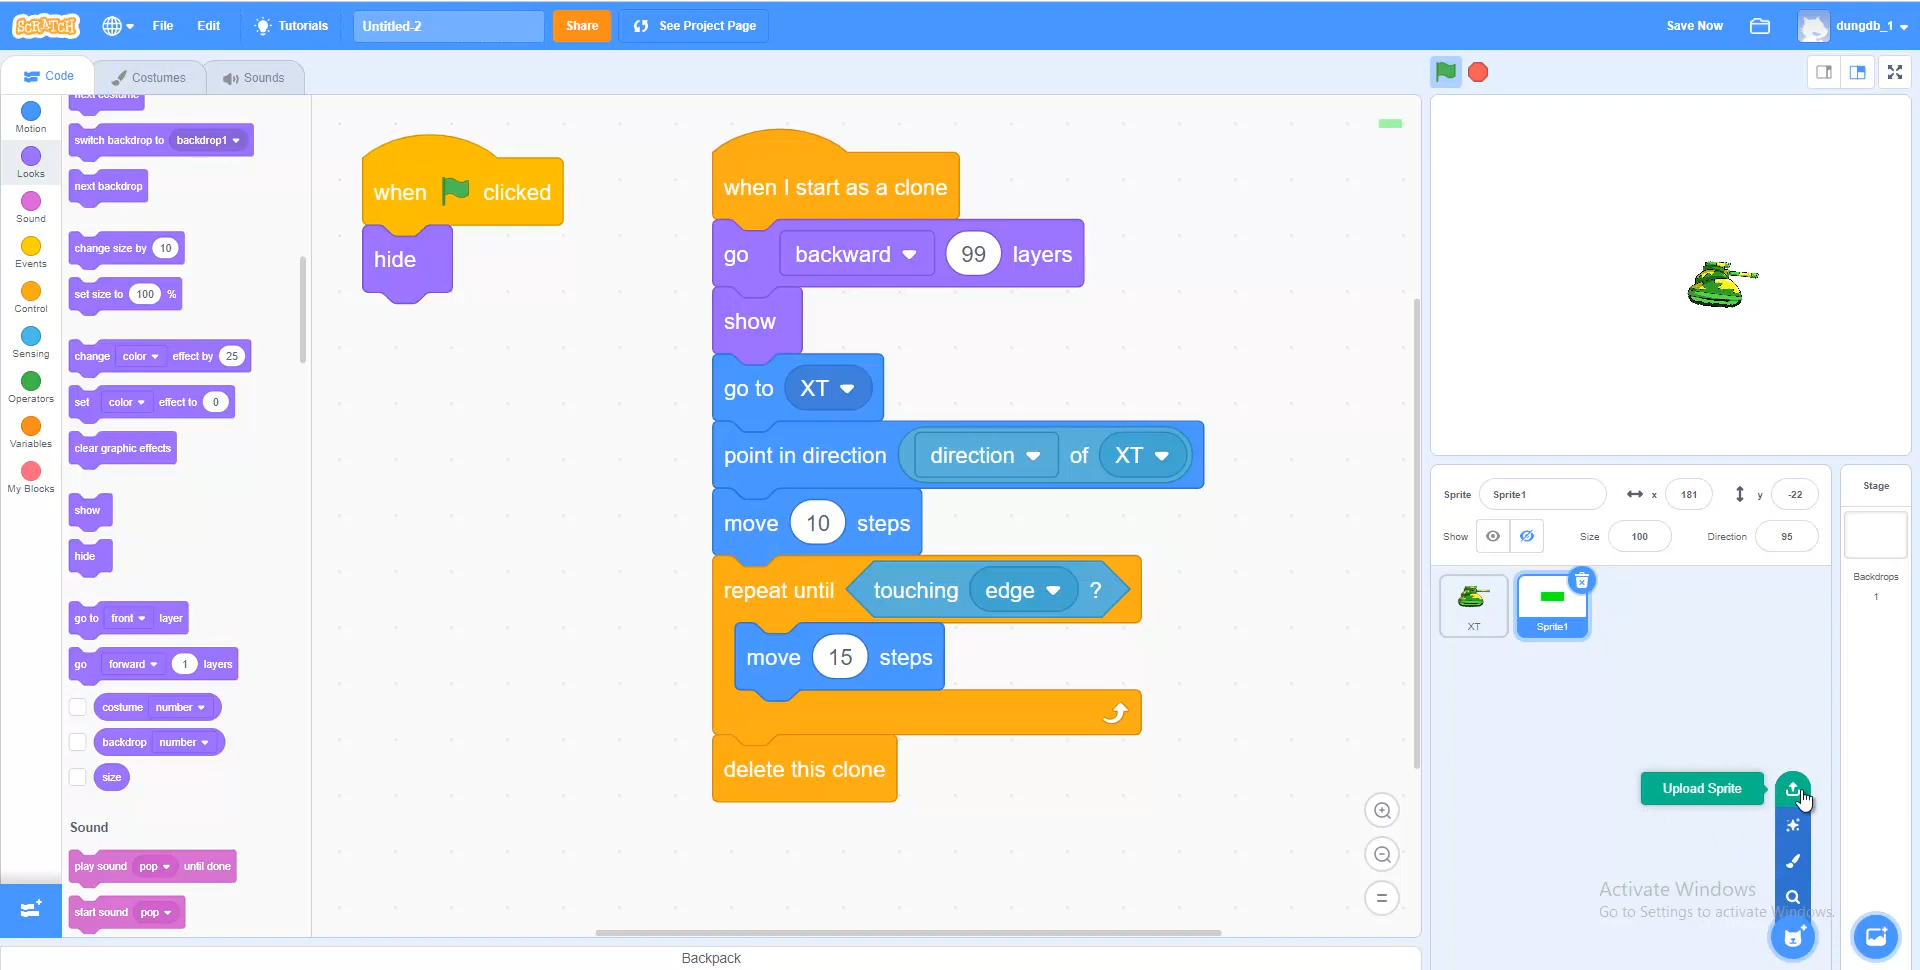 SCRATCH File Edit Tutorials Untitled-2 Share See Project Page Save Now dungdb_1
Code Costumes Sounds
Motion
Looks
Sound
Events
Control
Sensing
Operators
Variables
My Blocks
next costume
switch backdrop to backdrop1
next backdrop
change size by 10
set size to 100 %
change color effect by 25
set color effect to 0
clear graphic effects
show
hide
go to front layer
go forward 1 layers
costume number
backdrop number
size
Sound
play sound pop until done
start sound pop
when clicked
hide
when I start as a clone
go backward 99 layers
show
go to XT
point in direction direction of XT
move 10 steps
repeat until touching edge ?
move 15 steps
delete this clone
Backpack
Sprite Sprite1 x 181 y -22
Show Size 100 Direction 95
XT
Sprite1
Stage
Backdrops
1
Upload Sprite
Activate Windows
Go to Settings to activate Windows.